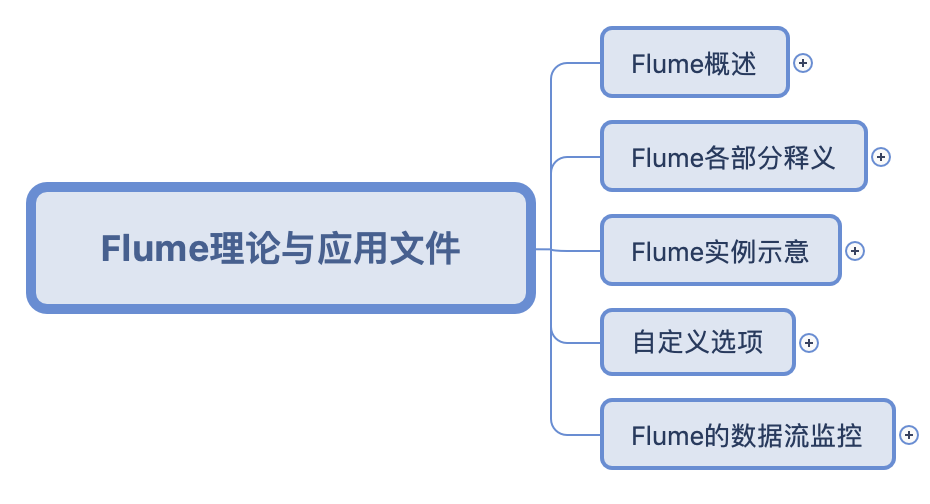 Flume理论与应用文件
Flume概述
Flume各部分释义
Flume实例示意
自定义选项
Flume的数据流监控